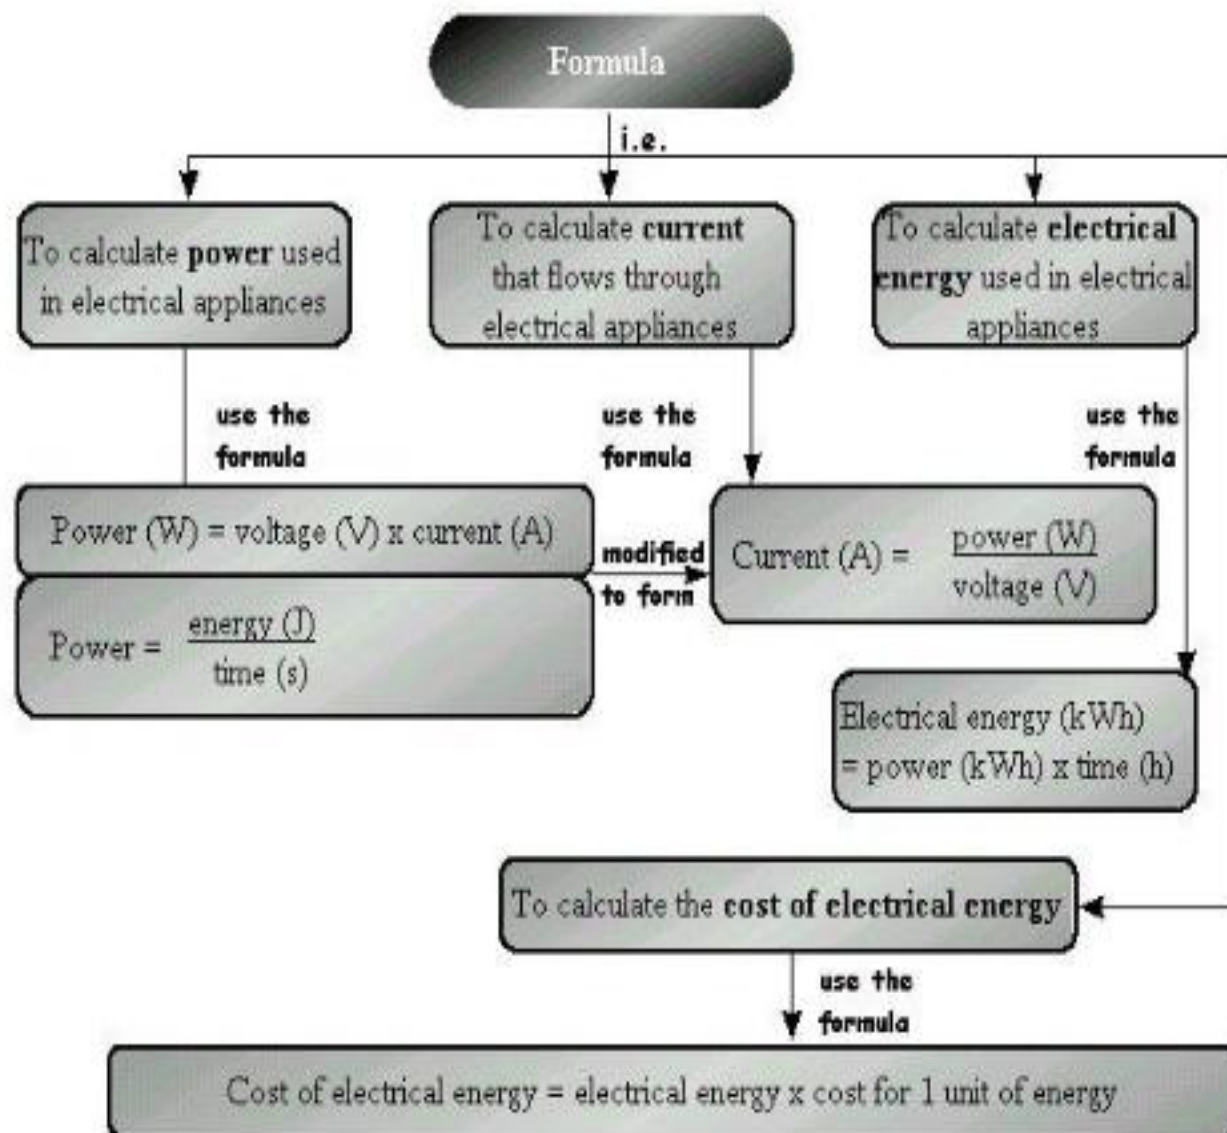 Formula
i.e.
To calculate power used
in electrical appliances
To calculate current
that flows through
electrical appliances
To calculate electrical
energy used in electrical
appliances
use the
formula
use the
formula
use the
formula
Power (W) = voltage (V) x current (A)
Power = energy (J)
time (s)
modified
to form
Current (A) = power (W)
voltage (V)
Electrical energy (kWh)
= power (kWh) x time (h)
To calculate the cost of electrical energy
use the
formula
Cost of electrical energy = electrical energy x cost for 1 unit of energy